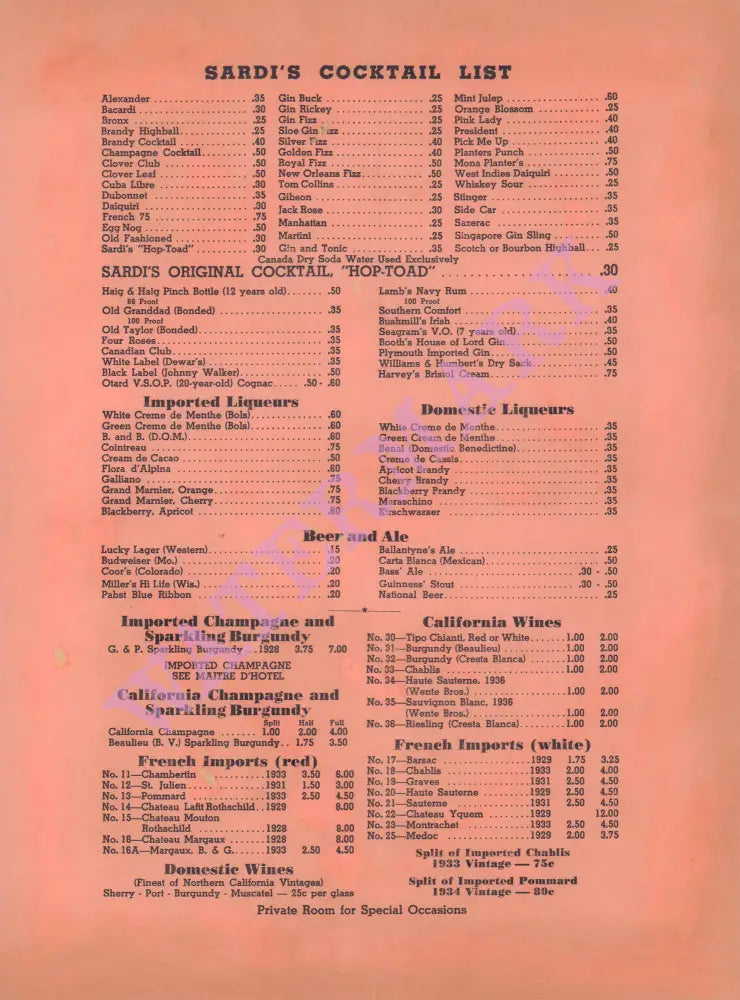 SARDI'S COCKTAIL LIST
Alexander .35
Bacardi .30
Bronx .25
Brandy Highball .25
Brandy Cocktail .40
Champagne Cocktail .50
Clover Club .50
Clover Leaf .50
Cuba Libre .30
Dubonnet .35
Daiquiri .30
French 75 .75
Egg Nog .50
Old Fashioned .30
Sardi's "Hop-Toad" .30
Gin Buck .25
Gin Rickey .25
Gin Fizz .25
Sloe Gin Fizz .25
Silver Fizz .40
Golden Fizz .40
Royal Fizz .50
New Orleans Fizz .50
Tom Collins .25
Gibson .25
Jack Rose .30
Manhattan .25
Martini .25
Gin and Tonic .35
Mint Julep .60
Orange Blossom .25
Pink Lady .40
President .40
Pick Me Up .40
Planters Punch .50
Mona Planter's .75
West Indies Daiquiri .50
Whiskey Sour .25
Stinger .35
Side Car .35
Sazerac .35
Singapore Gin Sling .50
Scotch or Bourbon Highball .25
Canada Dry Soda Water Used Exclusively
SARDI'S ORIGINAL COCKTAIL, "HOP-TOAD" .30
Haig & Haig Pinch Bottle (12 years old) .50
86 Proof
Old Granddad (Bonded) .35
100 Proof
Old Taylor (Bonded) .35
Four Roses .35
Canadian Club .35
White Label (Dewar's) .35
Black Label (Johnny Walker) .50
Otard V.S.O.P. (20-year-old) Cognac .50 - .60
Lamb's Navy Rum .40
100 Proof
Southern Comfort .35
Bushmill's Irish .40
Seagram's V.O. (7 years old) .35
Booth's House of Lord Gin .50
Plymouth Imported Gin .50
Williams & Humbert's Dry Sack .45
Harvey's Bristol Cream .75
Imported Liqueurs
White Creme de Menthe (Bols) .60
Green Creme de Menthe (Bols) .60
B. and B. (D.O.M.) .60
Cointreau .75
Cream de Cacao .50
Flora d'Alpina .60
Galliano .75
Grand Marnier, Orange .75
Grand Marnier, Cherry .75
Blackberry, Apricot .60
Domestic Liqueurs
White Creme de Menthe .35
Green Cream de Menthe .35
Benai (Domestic Benedictine) .35
Creme de Cassis .35
Apricot Brandy .35
Cherry Brandy .35
Blackberry Prandy .35
Maraschino .35
Kirschwasser .35
Beer and Ale
Lucky Lager (Western) .15
Budweiser (Mo.) .20
Coor's (Colorado) .20
Miller's Hi Life (Wis.) .20
Pabst Blue Ribbon .20
Ballantyne's Ale .25
Carta Blanca (Mexican) .50
Bass' Ale .30 - .50
Guinness' Stout .30 - .50
National Beer .25
Imported Champagne and
Sparkling Burgundy
G. & P. Sparkling Burgundy 1928 3.75 7.00
IMPORTED CHAMPAGNE
SEE MAITRE D'HOTEL
California Champagne and
Sparkling Burgundy
Split Half Full
California Champagne 1.00 2.00 4.00
Beaulieu (B. V.) Sparkling Burgundy 1.75 3.50
French Imports (red)
No. 11—Chambertin 1933 3.50 6.00
No. 12—St. Julien 1931 1.50 3.00
No. 13—Pommard 1933 2.50 4.50
No. 14—Chateau Lafit Rothschild 1929 8.00
No. 15—Chateau Mouton
Rothschild 1928 8.00
No. 16—Chateau Margaux 1928 8.00
No. 16A—Margaux, B. & G. 1933 2.50 4.50
Domestic Wines
(Finest of Northern California Vintages)
Sherry - Port - Burgundy - Muscatel — 25c per glass
California Wines
No. 30—Tipo Chianti, Red or White 1.00 2.00
No. 31—Burgundy (Beaulieu) 1.00 2.00
No. 32—Burgundy (Cresta Blanca) 1.00 2.00
No. 33—Chablis 1.00 2.00
No. 34—Haute Sauterne, 1936
(Wente Bros.) 1.00 2.00
No. 35—Sauvignon Blanc, 1936
(Wente Bros.) 1.00 2.00
No. 36—Riesling (Cresta Blanca) 1.00 2.00
French Imports (white)
No. 17—Barsac 1929 1.75 3.25
No. 18—Chablis 1933 2.00 4.00
No. 19—Graves 1931 2.50 4.50
No. 20—Haute Sauterne 1929 2.50 4.50
No. 21—Sauterne 1931 2.50 4.50
No. 22—Chateau Yquem 1929 12.00
No. 23—Montrachet 1933 2.50 4.50
No. 25—Medoc 1929 2.00 3.75
Split of Imported Chablis
1933 Vintage — 75c
Split of Imported Pommard
1934 Vintage — 80c
Private Room for Special Occasions
WATERMARK